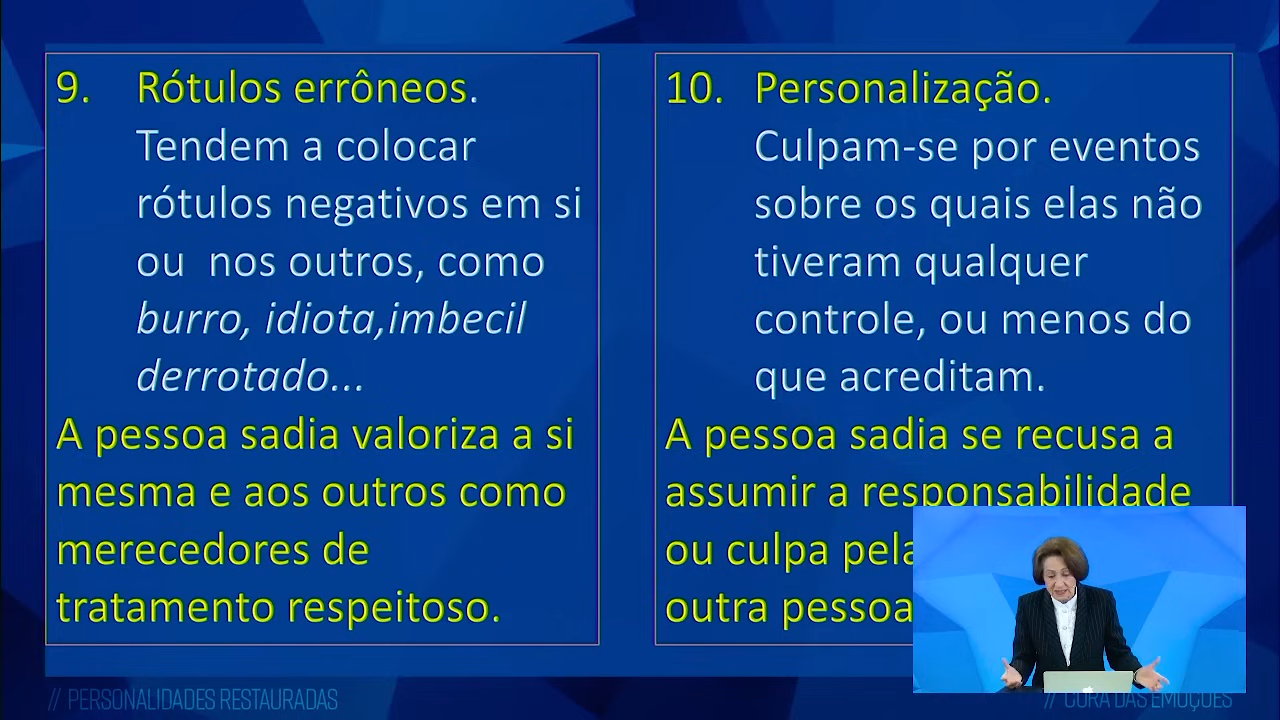 9. Rótulos errôneos.
Tendem a colocar
rótulos negativos em si
ou  nos outros, como
burro, idiota,imbecil
derrotado...
A pessoa sadia valoriza a si
mesma e aos outros como
merecedores de
tratamento respeitoso.
10. Personalização.
Culpam-se por eventos
sobre os quais elas não
tiveram qualquer
controle, ou menos do
que acreditam.
A pessoa sadia se recusa a
assumir a responsabilidade
ou culpa pela
outra pessoa
// PERSONALIDADES RESTAURADAS
// CURA DAS EMOÇÕES